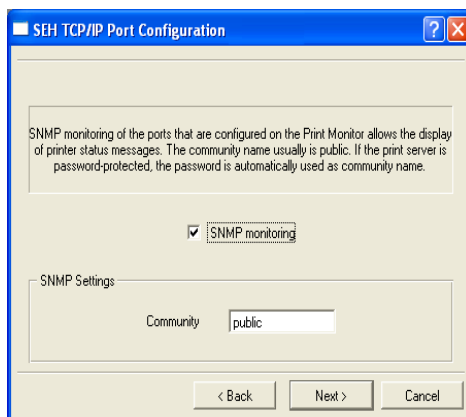 SEH TCP/IP Port Configuration
SNMP monitoring of the ports that are configured on the Print Monitor allows the display
of printer status messages. The community name usually is public. If the print server is
password-protected, the password is automatically used as community name.
SNMP monitoring
SNMP Settings
Community public
< Back Next > Cancel